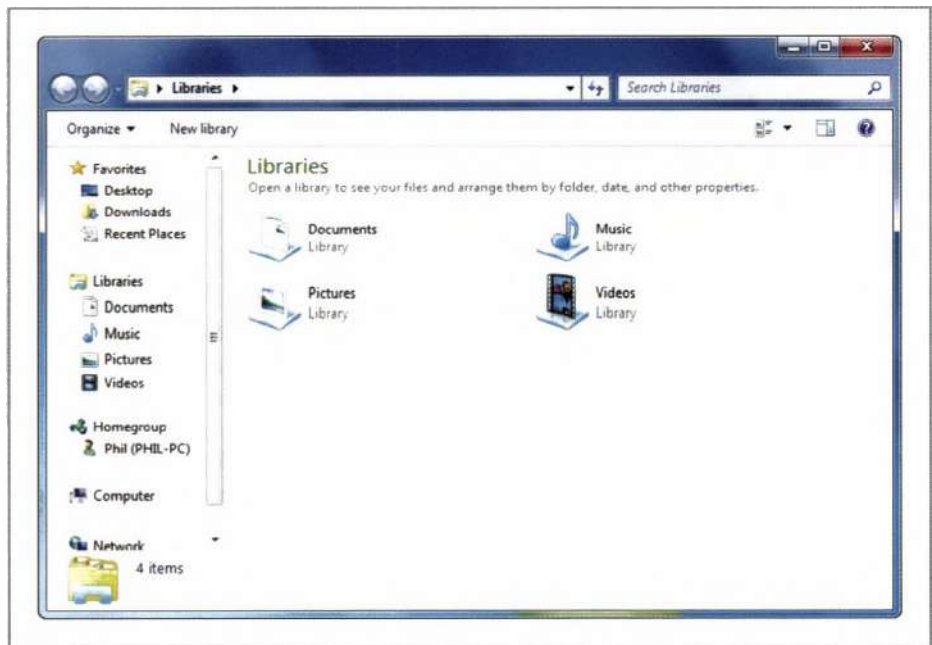 Libraries
Search Libraries
Organize
New library
Favorites
Desktop
Downloads
Recent Places
Libraries
Documents
Music
Pictures
Videos
Homegroup
Phil (PHIL-PC)
Computer
Network
4 items
Libraries
Open a library to see your files and arrange them by folder, date, and other properties.
Documents
Library
Music
Library
Pictures
Library
Videos
Library